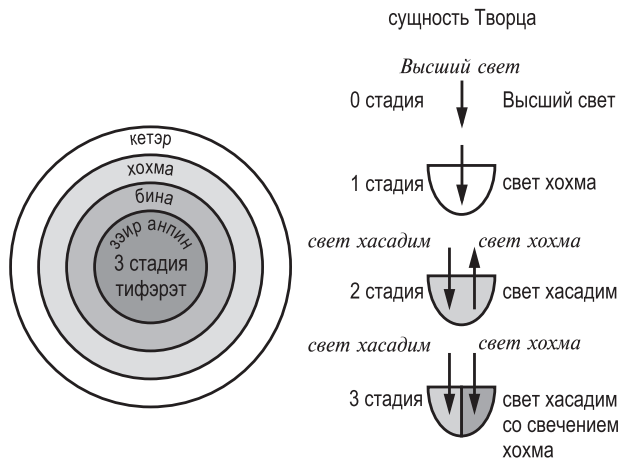 сущность Творца
Высший свет
0 стадия
Высший свет
кетэр
хохма
бина
зэир анпин
3 стадия
тифэрэт
1 стадия
свет хохма
свет хасадим
свет хохма
2 стадия
свет хасадим
свет хасадим
свет хохма
3 стадия
свет хасадим
со свечением
хохма